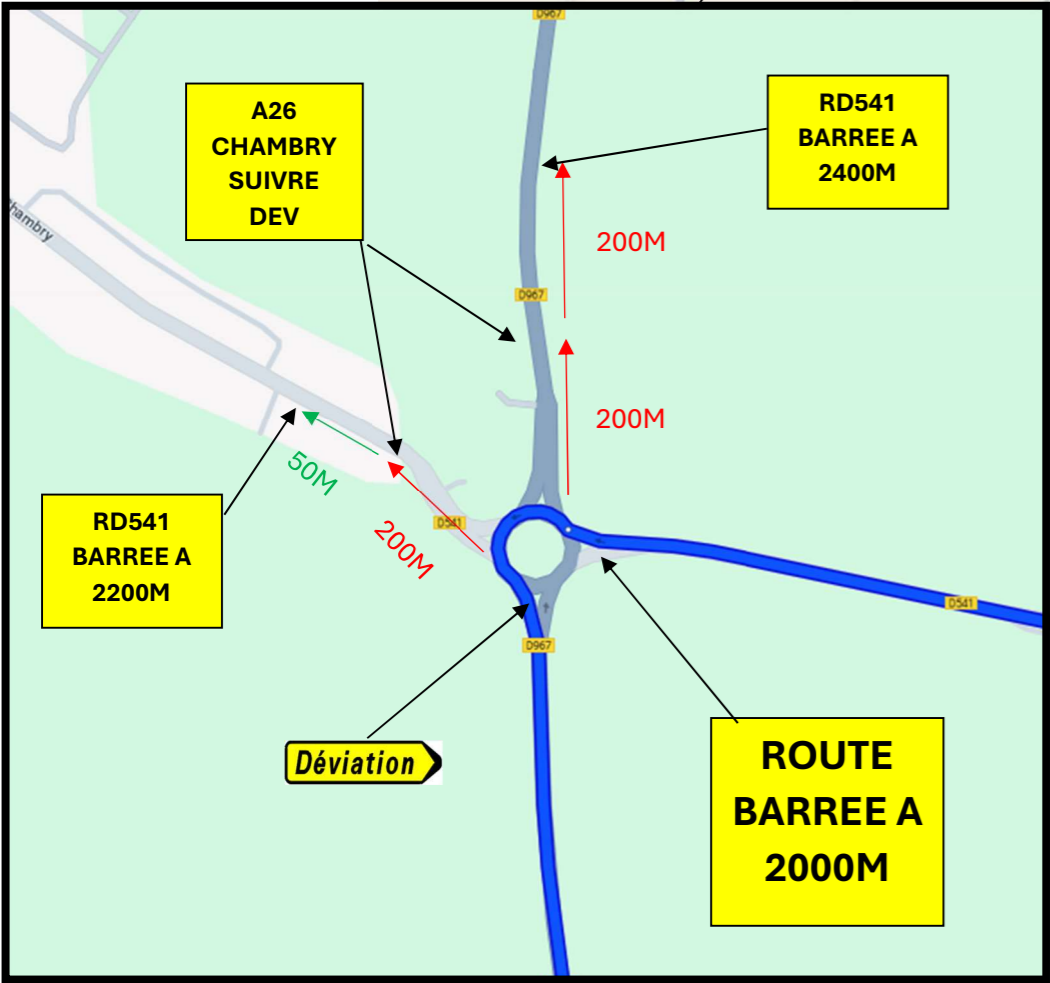 D967
A26
CHAMBRY
SUIVRE
DEV
RD541
BARREE A
2400M
hambry
200M
D967
200M
50M
RD541
BARREE A
2200M
D541
200M
D541
D967
Déviation
ROUTE
BARREE A
2000M